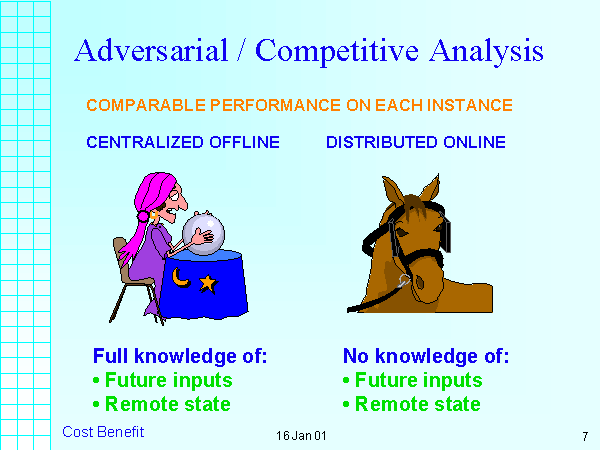 Adversarial / Competitive Analysis
COMPARABLE PERFORMANCE ON EACH INSTANCE
CENTRALIZED OFFLINE
DISTRIBUTED ONLINE
Full knowledge of:
• Future inputs
• Remote state
No knowledge of:
• Future inputs
• Remote state
Cost Benefit
16 Jan 01
7